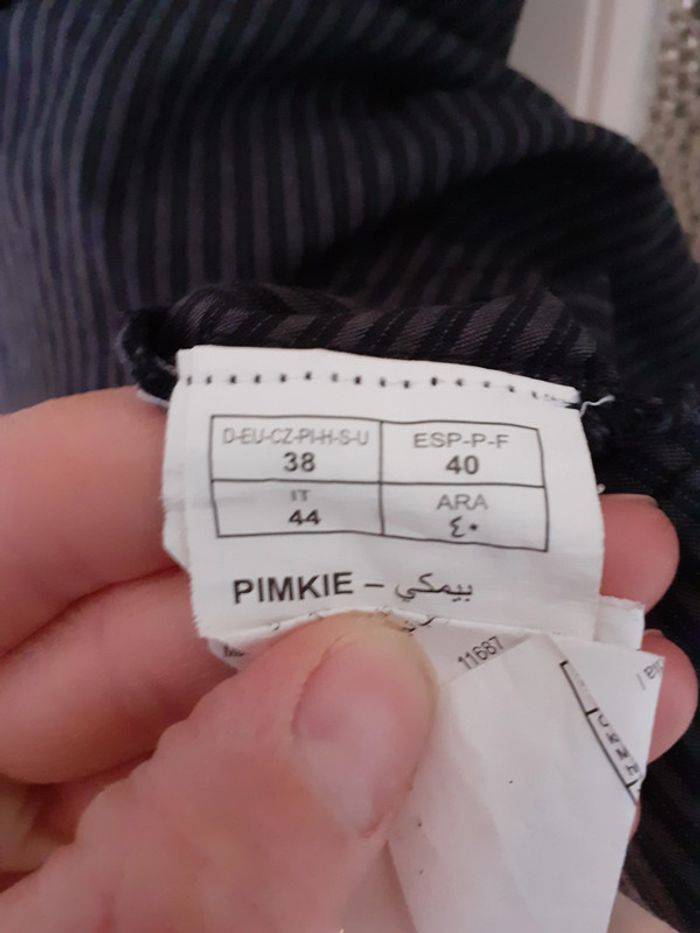 D-EU-CZ-PI-H-S-U ESP-P-F
38 40
IT ARA
44 ٤٠
PIMKIE – بيمكي
11687